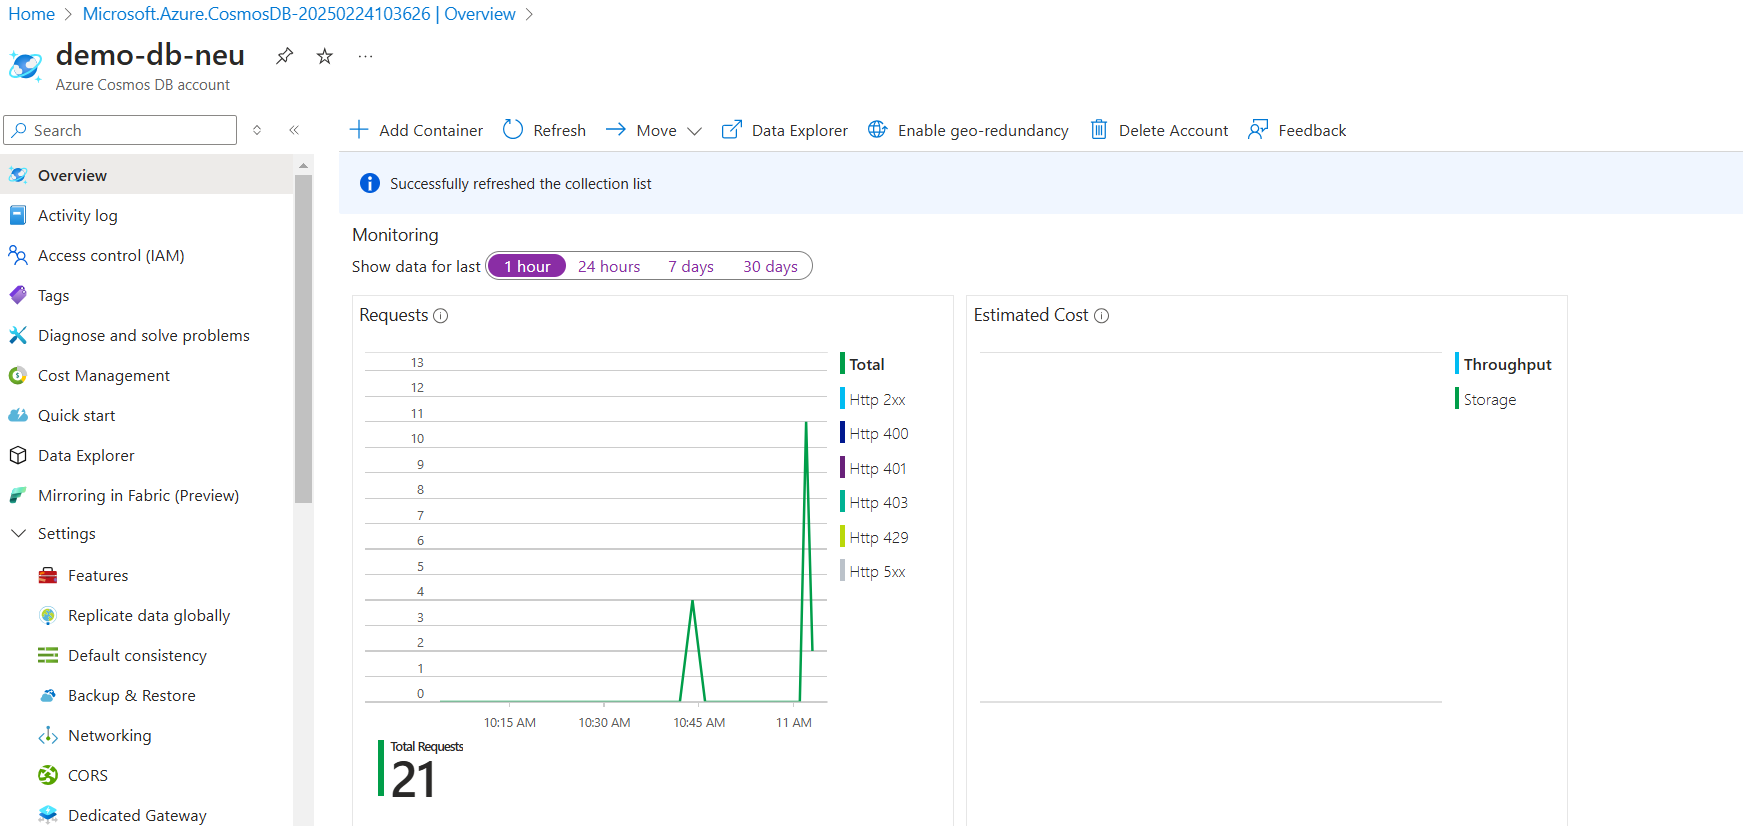 Home > Microsoft.Azure.CosmosDB-20250224103626 | Overview >
demo-db-neu
Azure Cosmos DB account
Search
Overview
Activity log
Access control (IAM)
Tags
Diagnose and solve problems
Cost Management
Quick start
Data Explorer
Mirroring in Fabric (Preview)
Settings
Features
Replicate data globally
Default consistency
Backup & Restore
Networking
CORS
Dedicated Gateway
Add Container Refresh Move Data Explorer Enable geo-redundancy Delete Account Feedback
Successfully refreshed the collection list
Monitoring
Show data for last 1 hour 24 hours 7 days 30 days
Requests
13
12
11
10
9
8
7
6
5
4
3
2
1
0
10:15 AM 10:30 AM 10:45 AM 11 AM
Total
Http 2xx
Http 400
Http 401
Http 403
Http 429
Http 5xx
Total Requests
21
Estimated Cost
Throughput
Storage